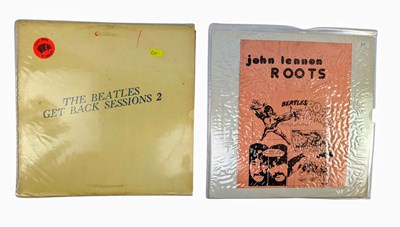 THE BEATLES
GET BACK SESSIONS 2
john lennon
ROOTS
BEATLES